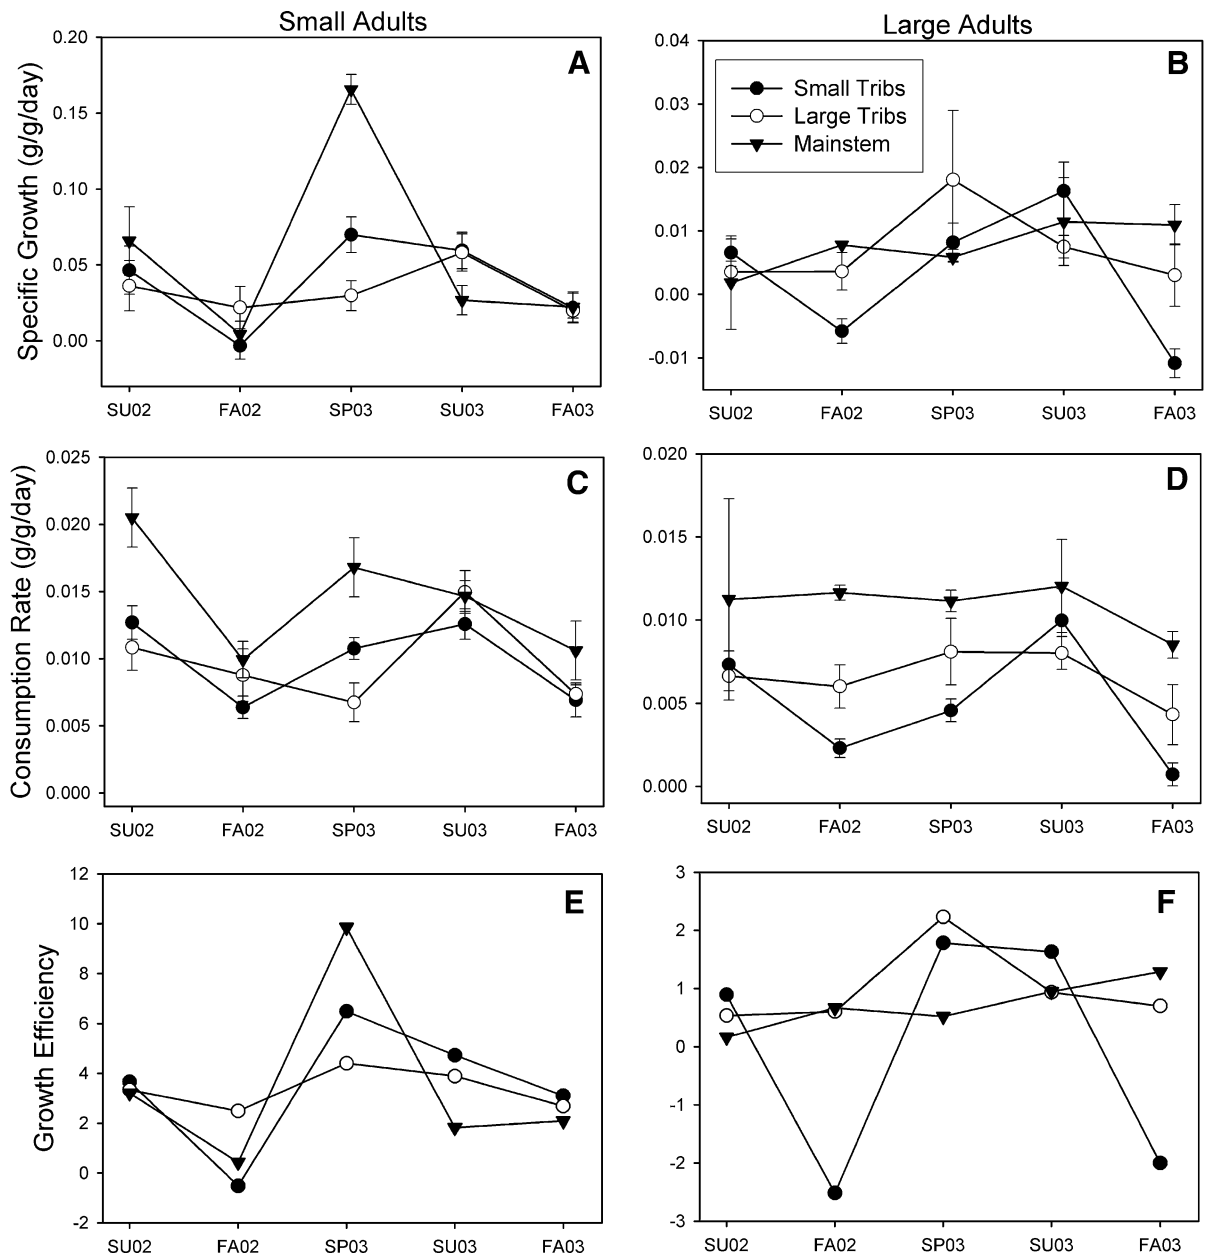 Small Adults
Large Adults
A
Specific Growth (g/g/day)
0.20
0.15
0.10
0.05
0.00
SU02 FA02 SP03 SU03 FA03
B
Small Tribs
Large Tribs
Mainstem
0.04
0.03
0.02
0.01
0.00
-0.01
SU02 FA02 SP03 SU03 FA03
C
Consumption Rate (g/g/day)
0.025
0.020
0.015
0.010
0.005
0.000
SU02 FA02 SP03 SU03 FA03
D
0.020
0.015
0.010
0.005
0.000
SU02 FA02 SP03 SU03 FA03
E
Growth Efficiency
12
10
8
6
4
2
0
-2
SU02 FA02 SP03 SU03 FA03
F
3
2
1
0
-1
-2
-3
SU02 FA02 SP03 SU03 FA03